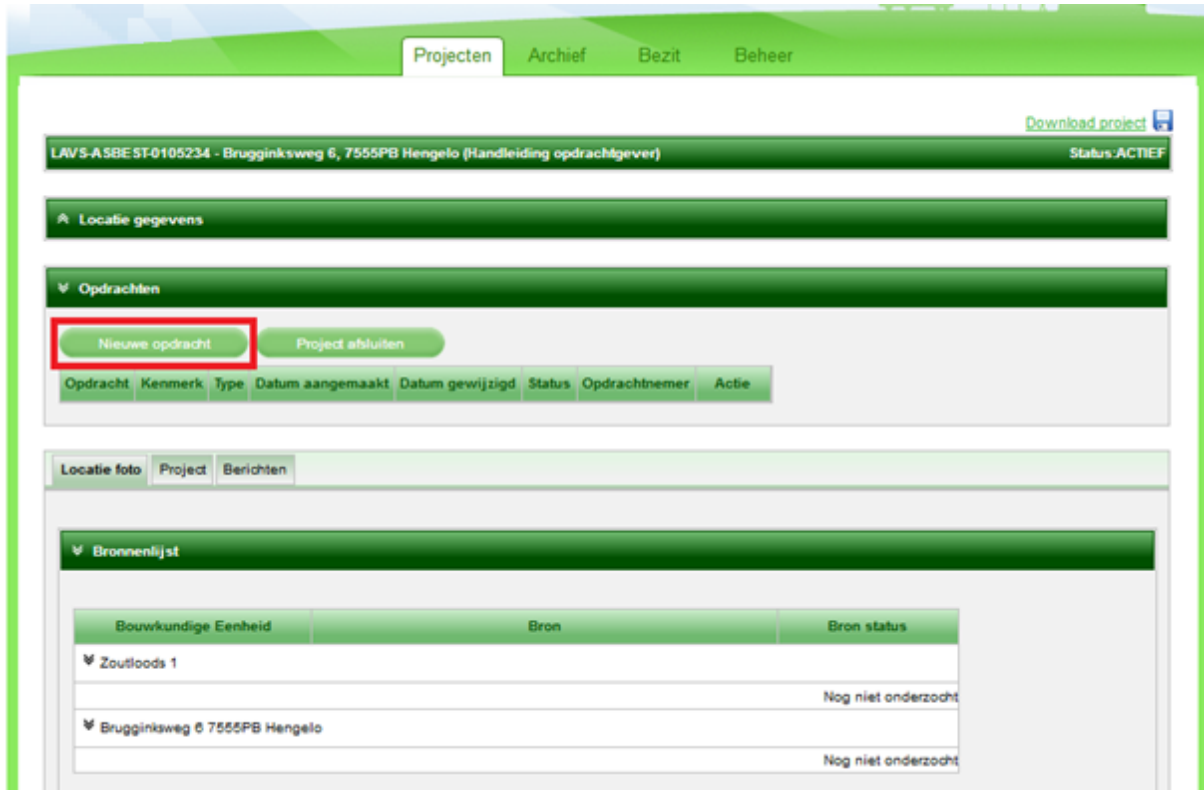 Projecten Archief Bezit Beheer
Download project
LAVS-ASBEST-0105234 - Brugginksweg 6, 7555PB Hengelo (Handleiding opdrachtgever) Status:ACTIEF
Locatie gegevens
Opdrachten
Nieuwe opdracht Project afsluiten
Opdracht Kenmerk Type Datum aangemaakt Datum gewijzigd Status Opdrachtnemer Actie
Locatie foto Project Berichten
Bronnenlijst
Bouwkundige Eenheid Bron Bron status
Zoutloods 1
Nog niet onderzocht
Brugginksweg 6 7555PB Hengelo
Nog niet onderzocht